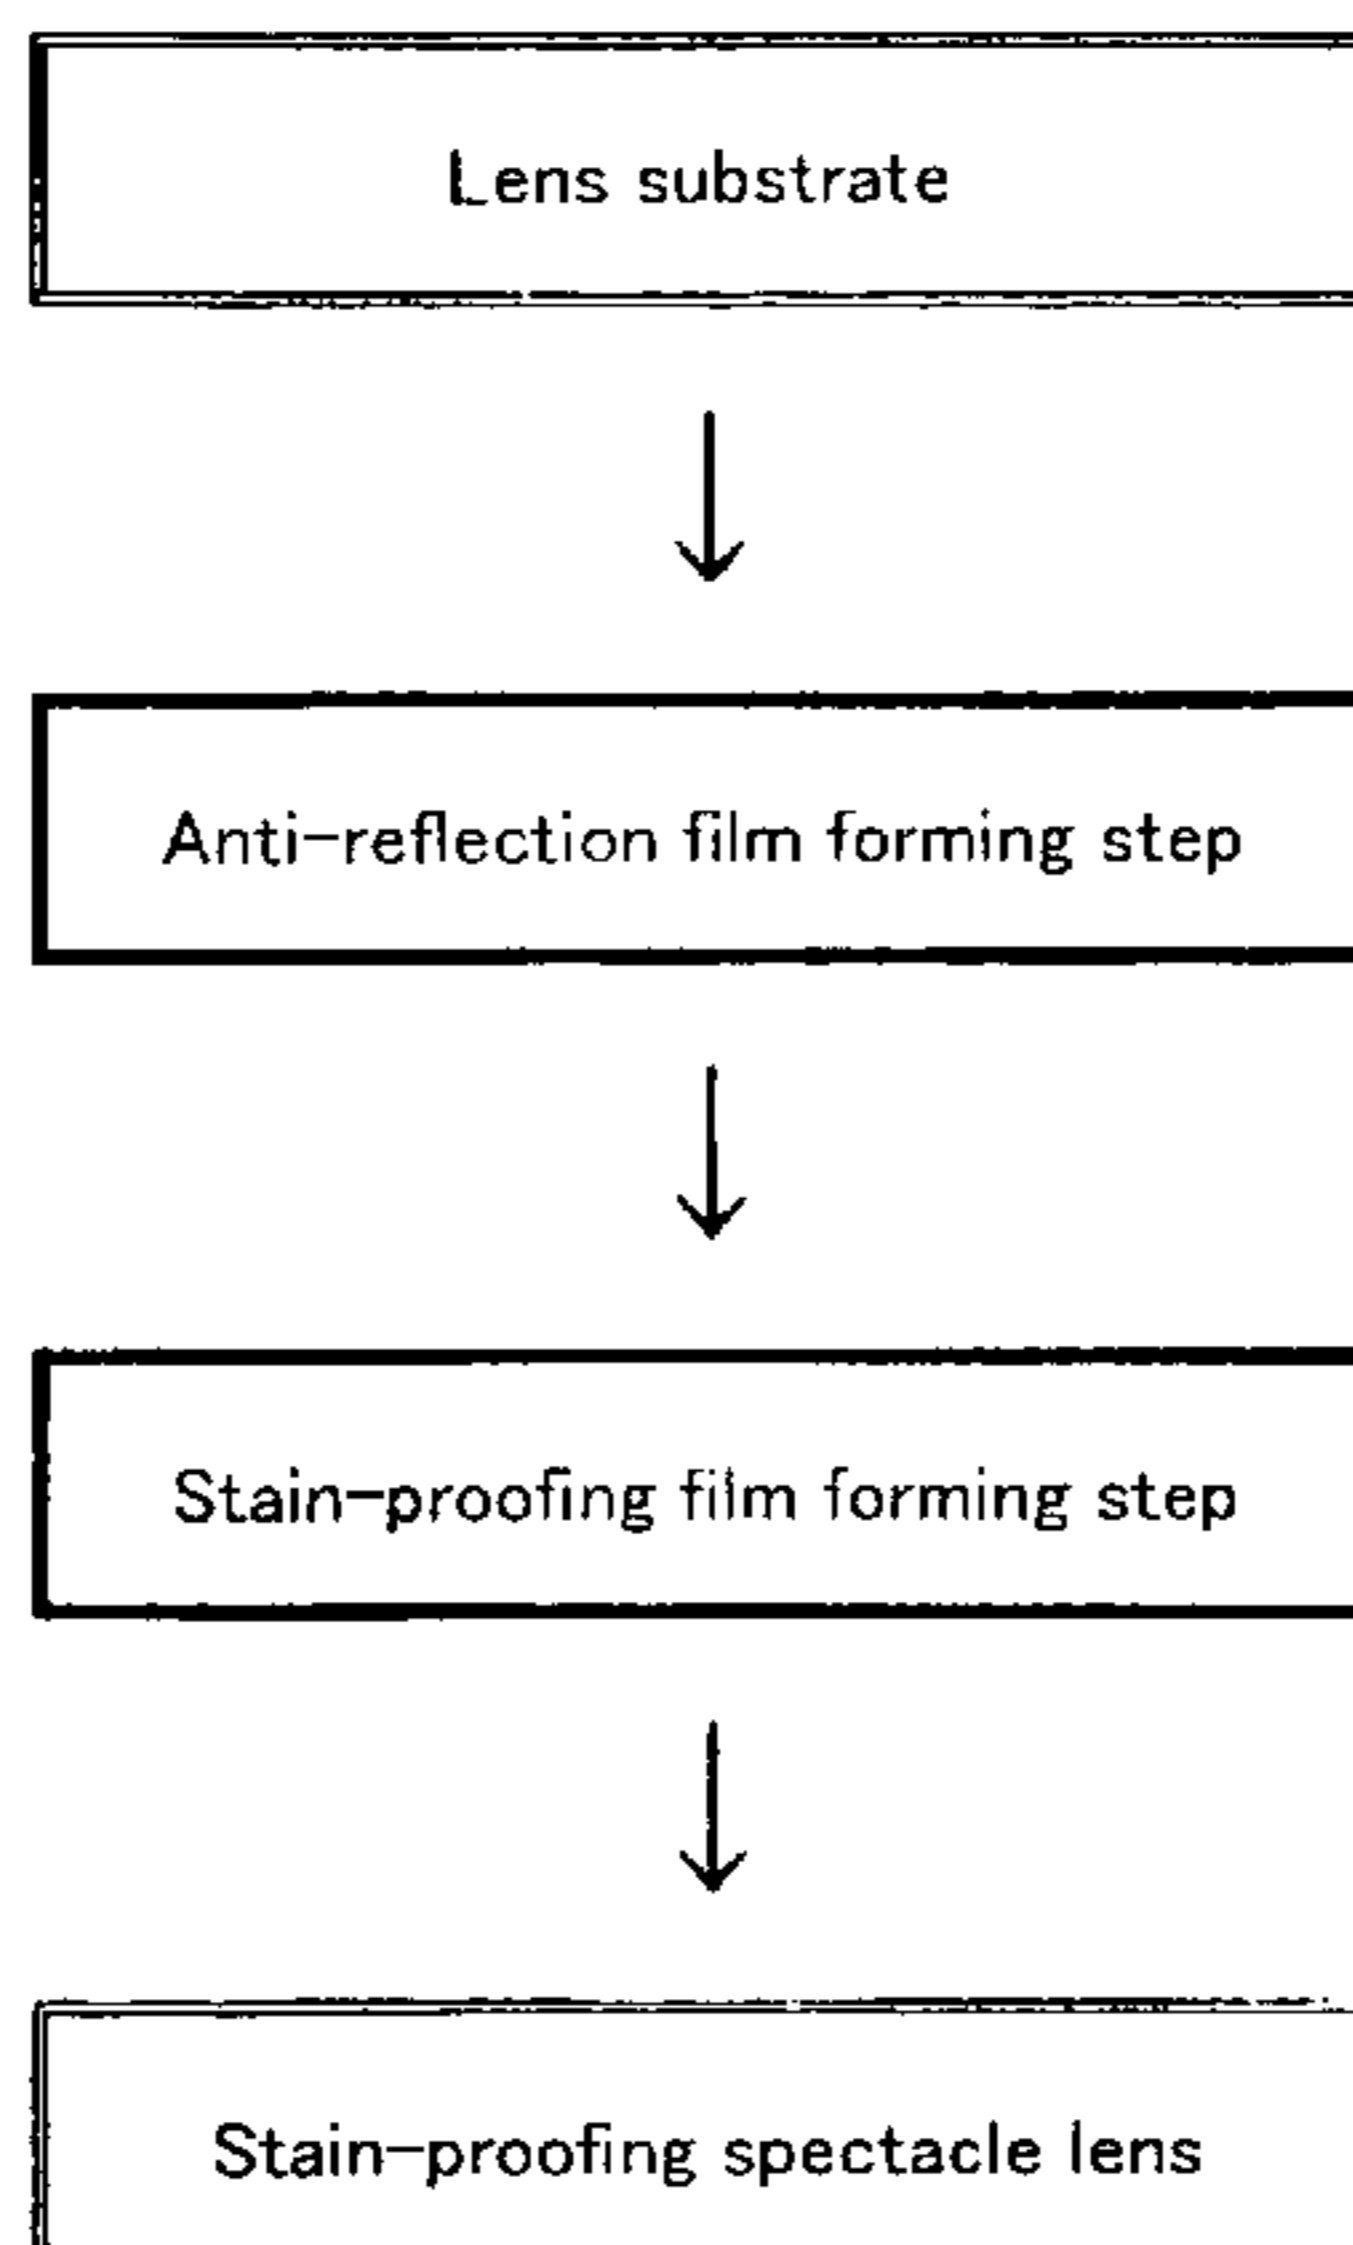 Lens substrate
Anti-reflection film forming step
Stain-proofing film forming step
Stain-proofing spectacle lens